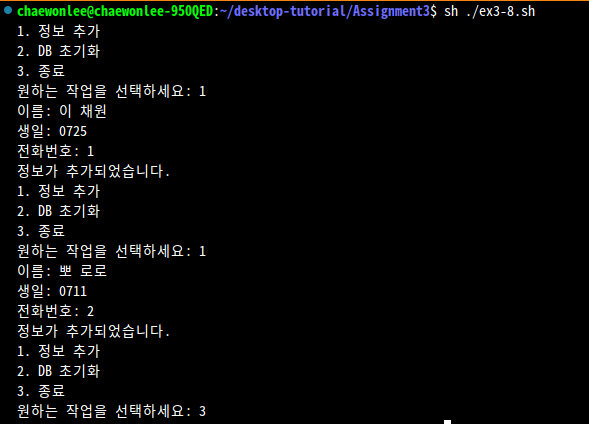 chaewonlee@chaewonlee-950QED:~/desktop-tutorial/Assignment3$ sh ./ex3-8.sh
1. 정보 추가
2. DB 초기화
3. 종료
원하는 작업을 선택하세요: 1
이름: 이 채원
생일: 0725
전화번호: 1
정보가 추가되었습니다.
1. 정보 추가
2. DB 초기화
3. 종료
원하는 작업을 선택하세요: 1
이름: 뽀 로로
생일: 0711
전화번호: 2
정보가 추가되었습니다.
1. 정보 추가
2. DB 초기화
3. 종료
원하는 작업을 선택하세요: 3